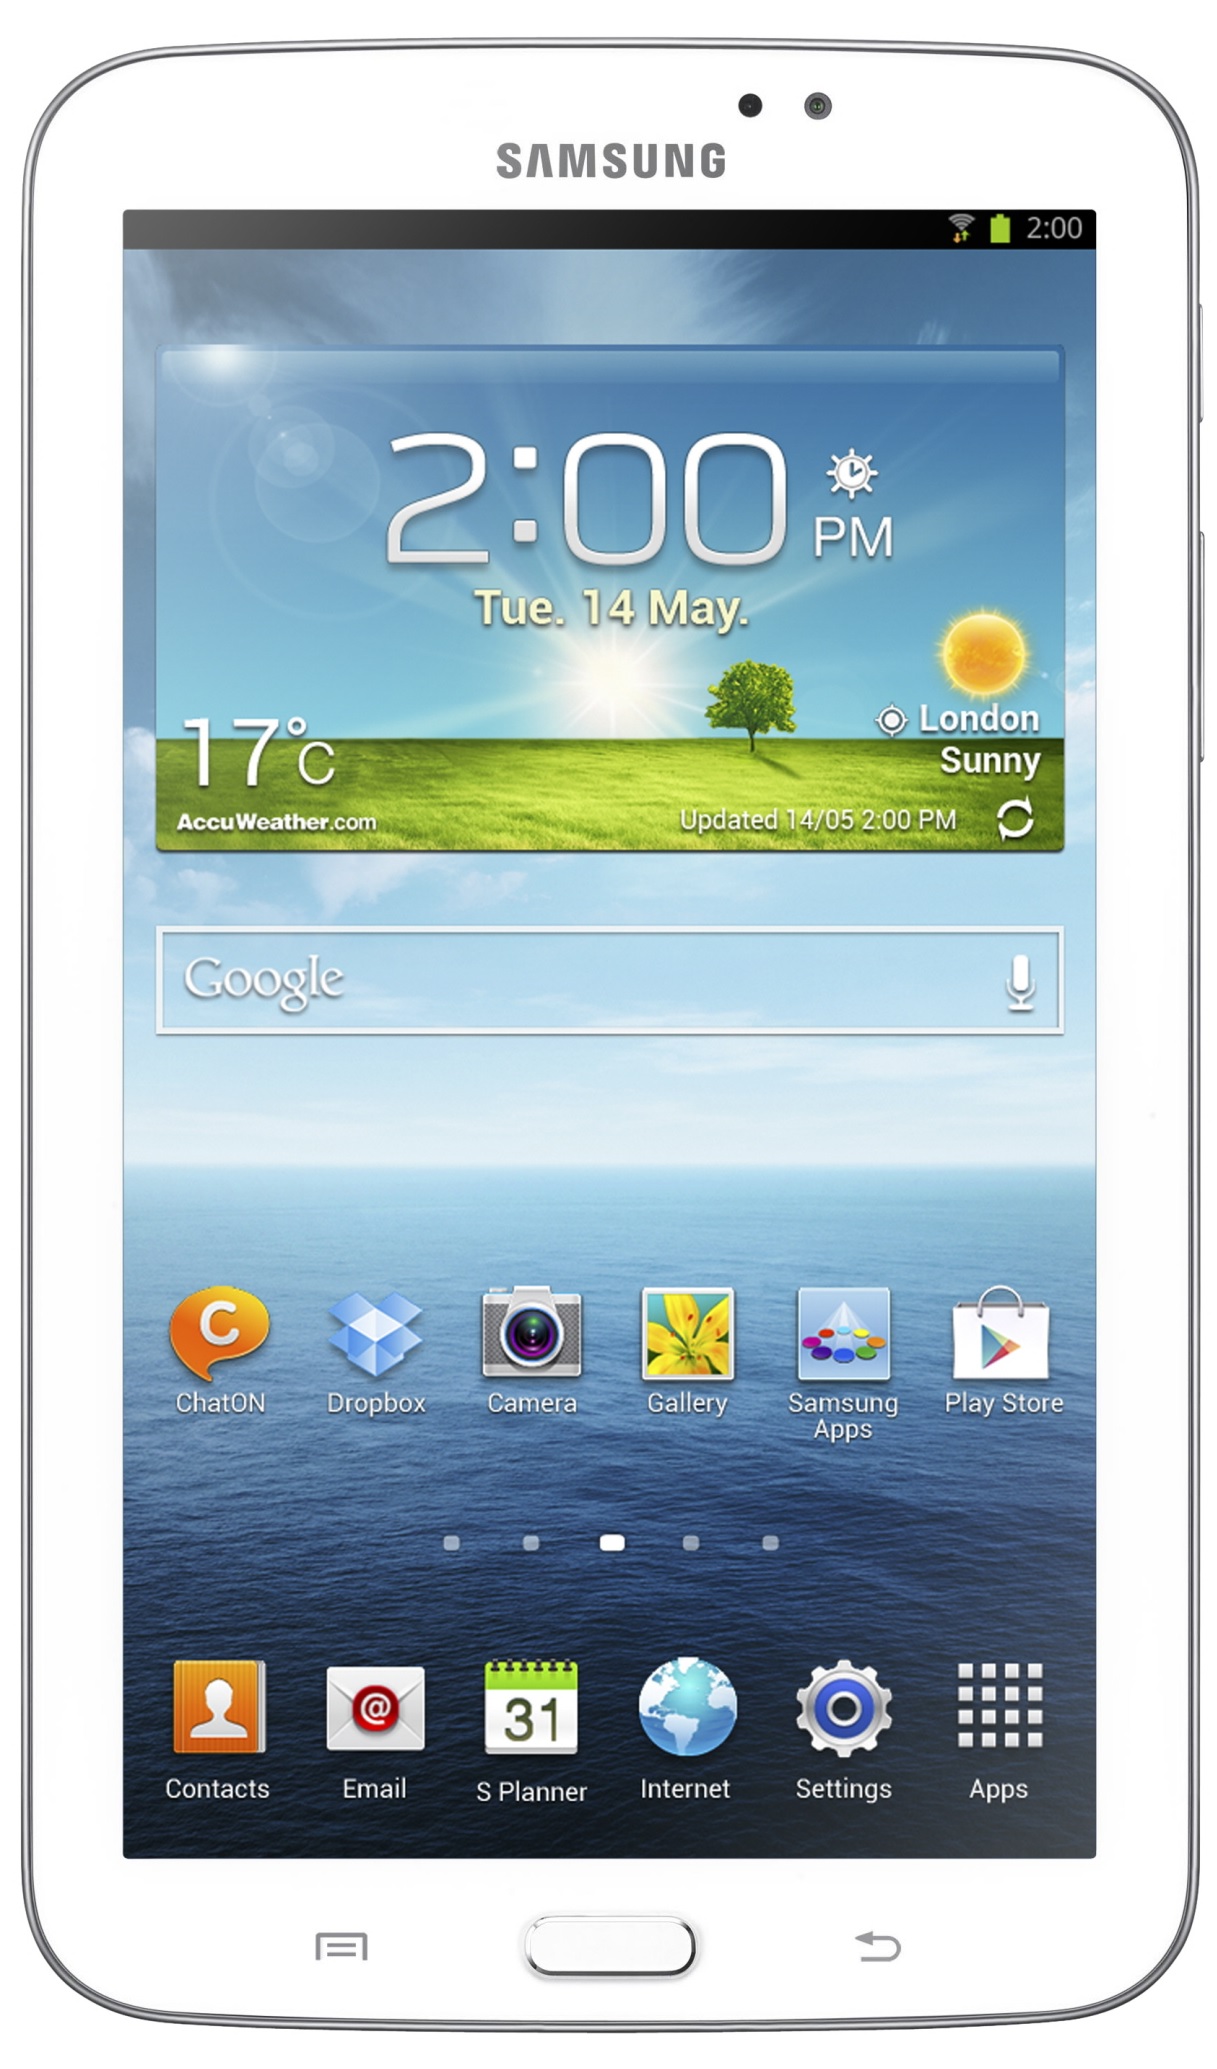 SAMSUNG
2:00
2:00
PM
Tue. 14 May.
17°C
London
Sunny
AccuWeather.com
Updated 14/05 2:00 PM
Google
C
ChatON
Dropbox
Camera
Gallery
Samsung
Apps
Play Store
@
31
Contacts
Email
S Planner
Internet
Settings
Apps